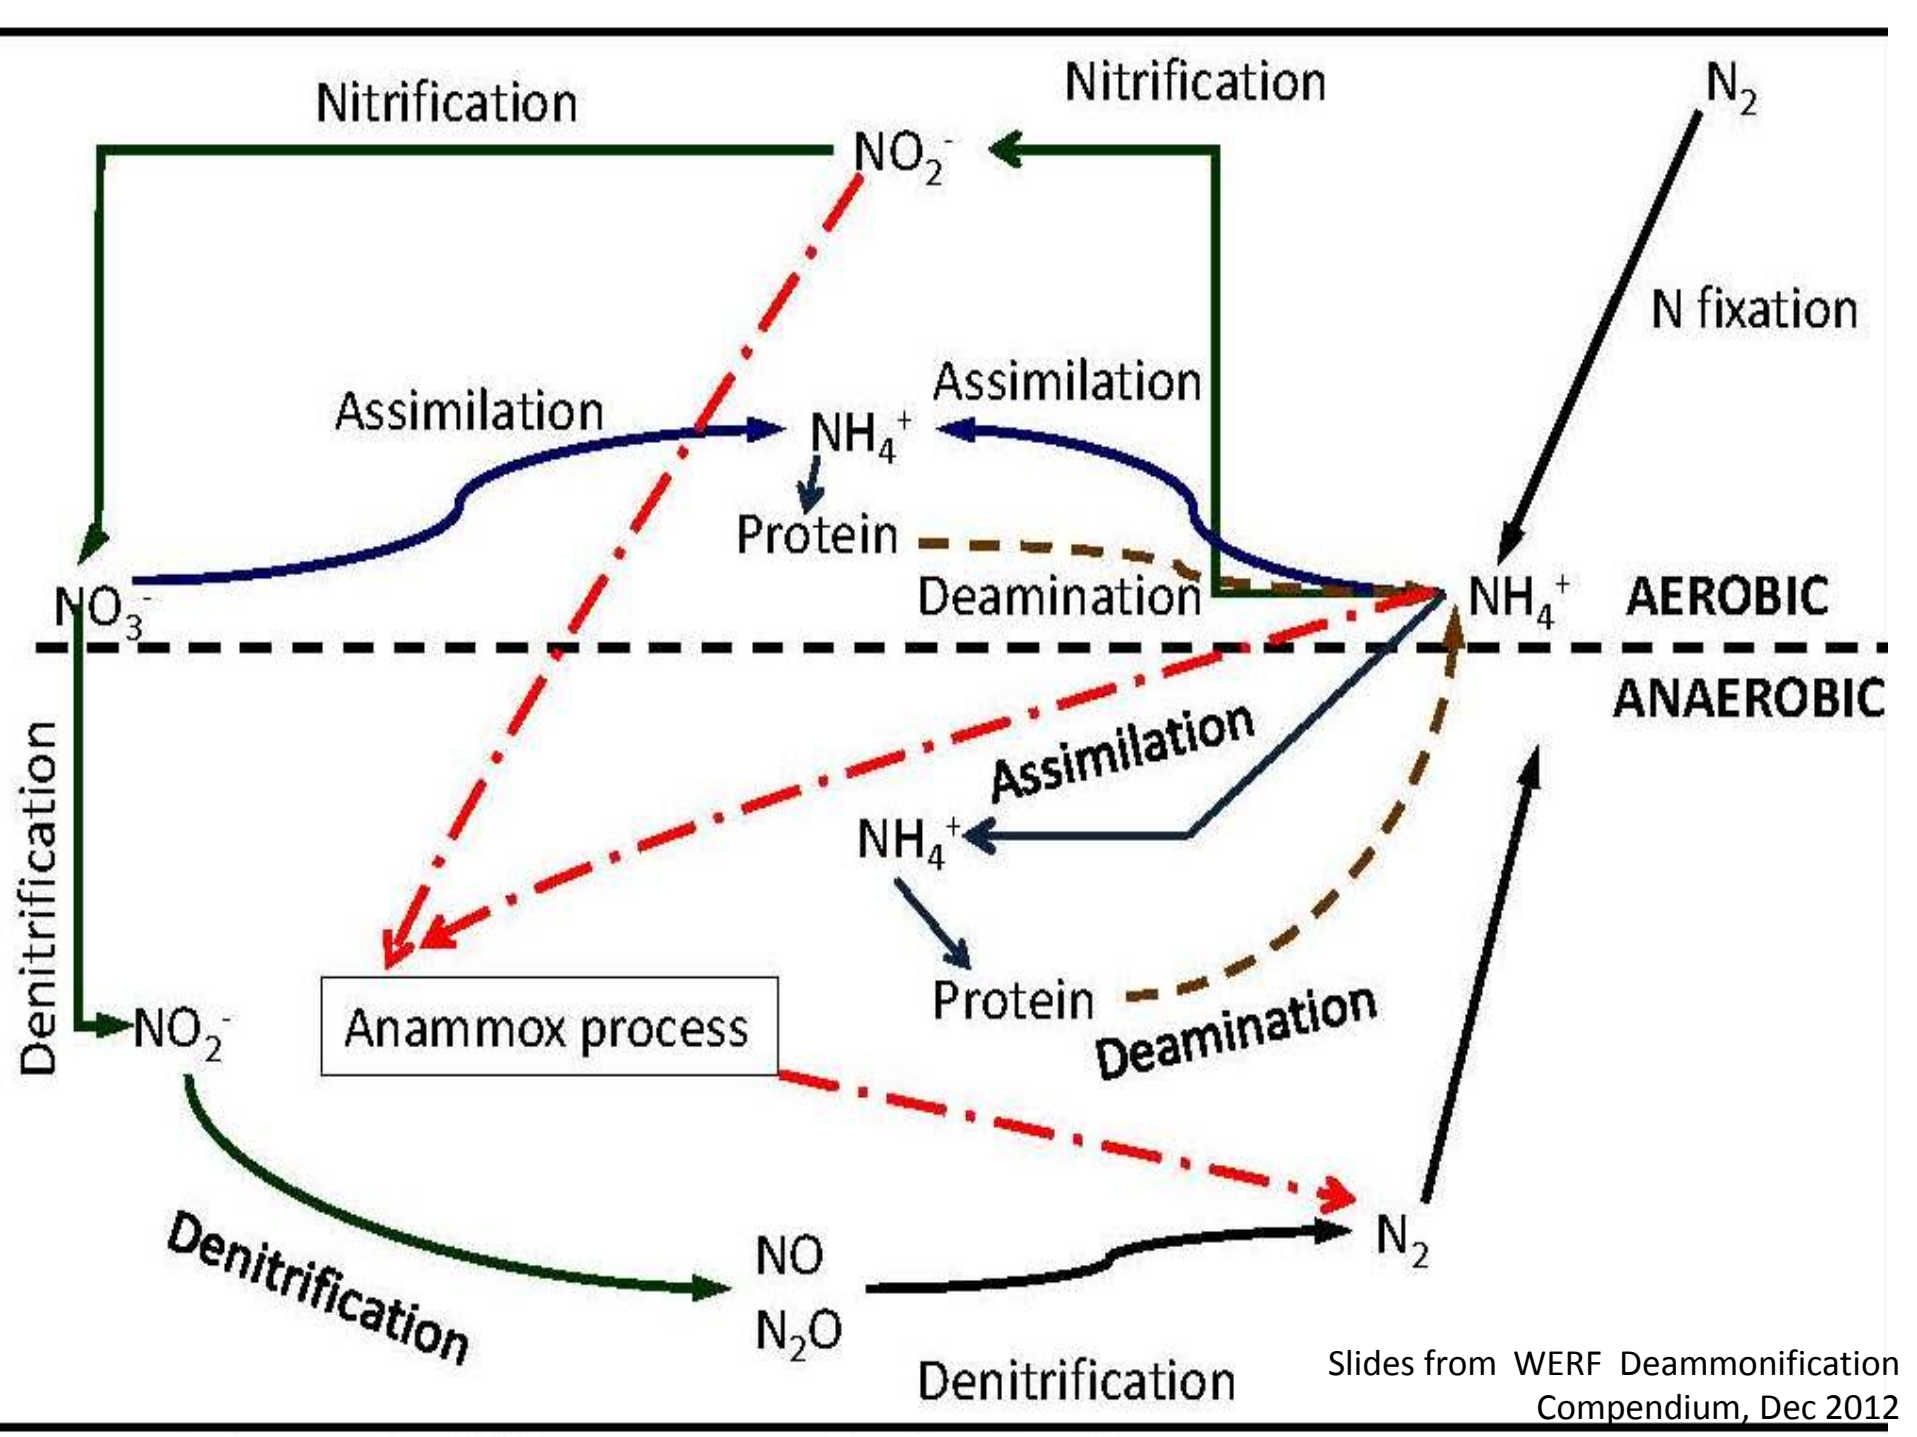 Nitrification
Nitrification
N₂
NO₂⁻
N fixation
Assimilation
Assimilation
NH₄⁺
Protein
Deamination
NO₃⁻
NH₄⁺
AEROBIC
ANAEROBIC
Assimilation
Denitrification
NH₄⁺
Protein
Deamination
NO₂⁻
Anammox process
Denitrification
NO
N₂O
N₂
Denitrification
Slides from WERF Deammonification
Compendium, Dec 2012